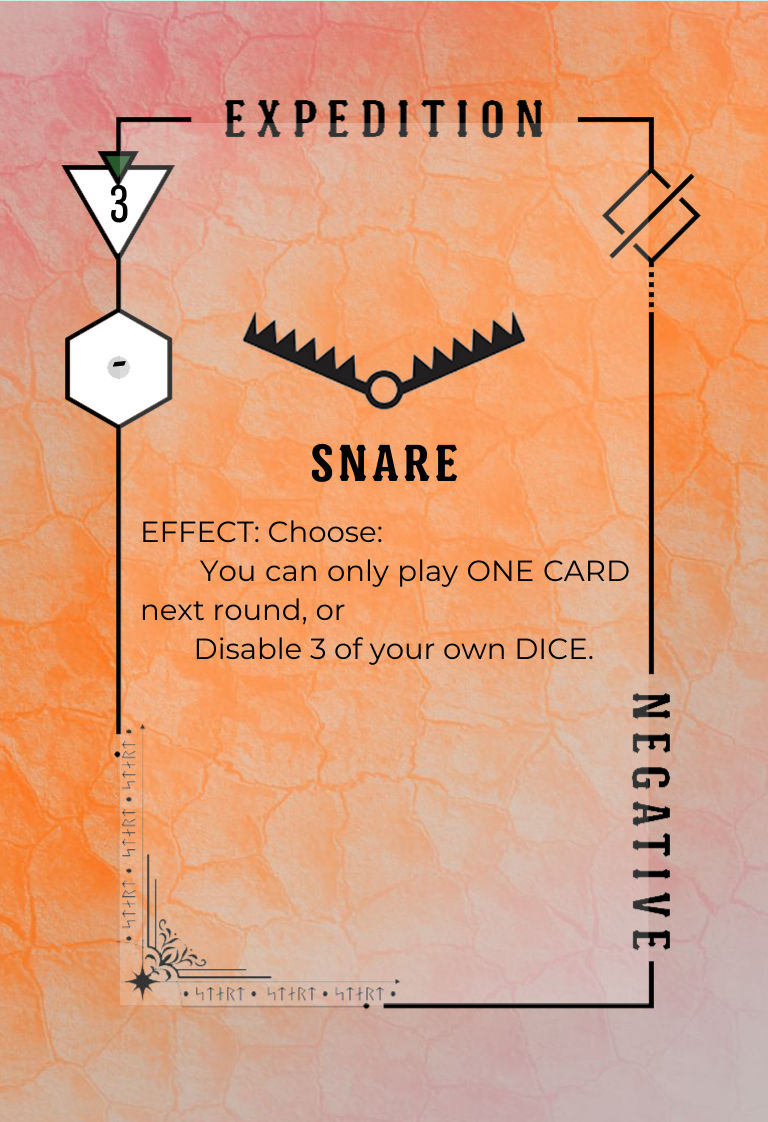 EXPEDITION
3
-
SNARE
EFFECT: Choose:
You can only play ONE CARD
next round, or
Disable 3 of your own DICE.
NEGATIVE